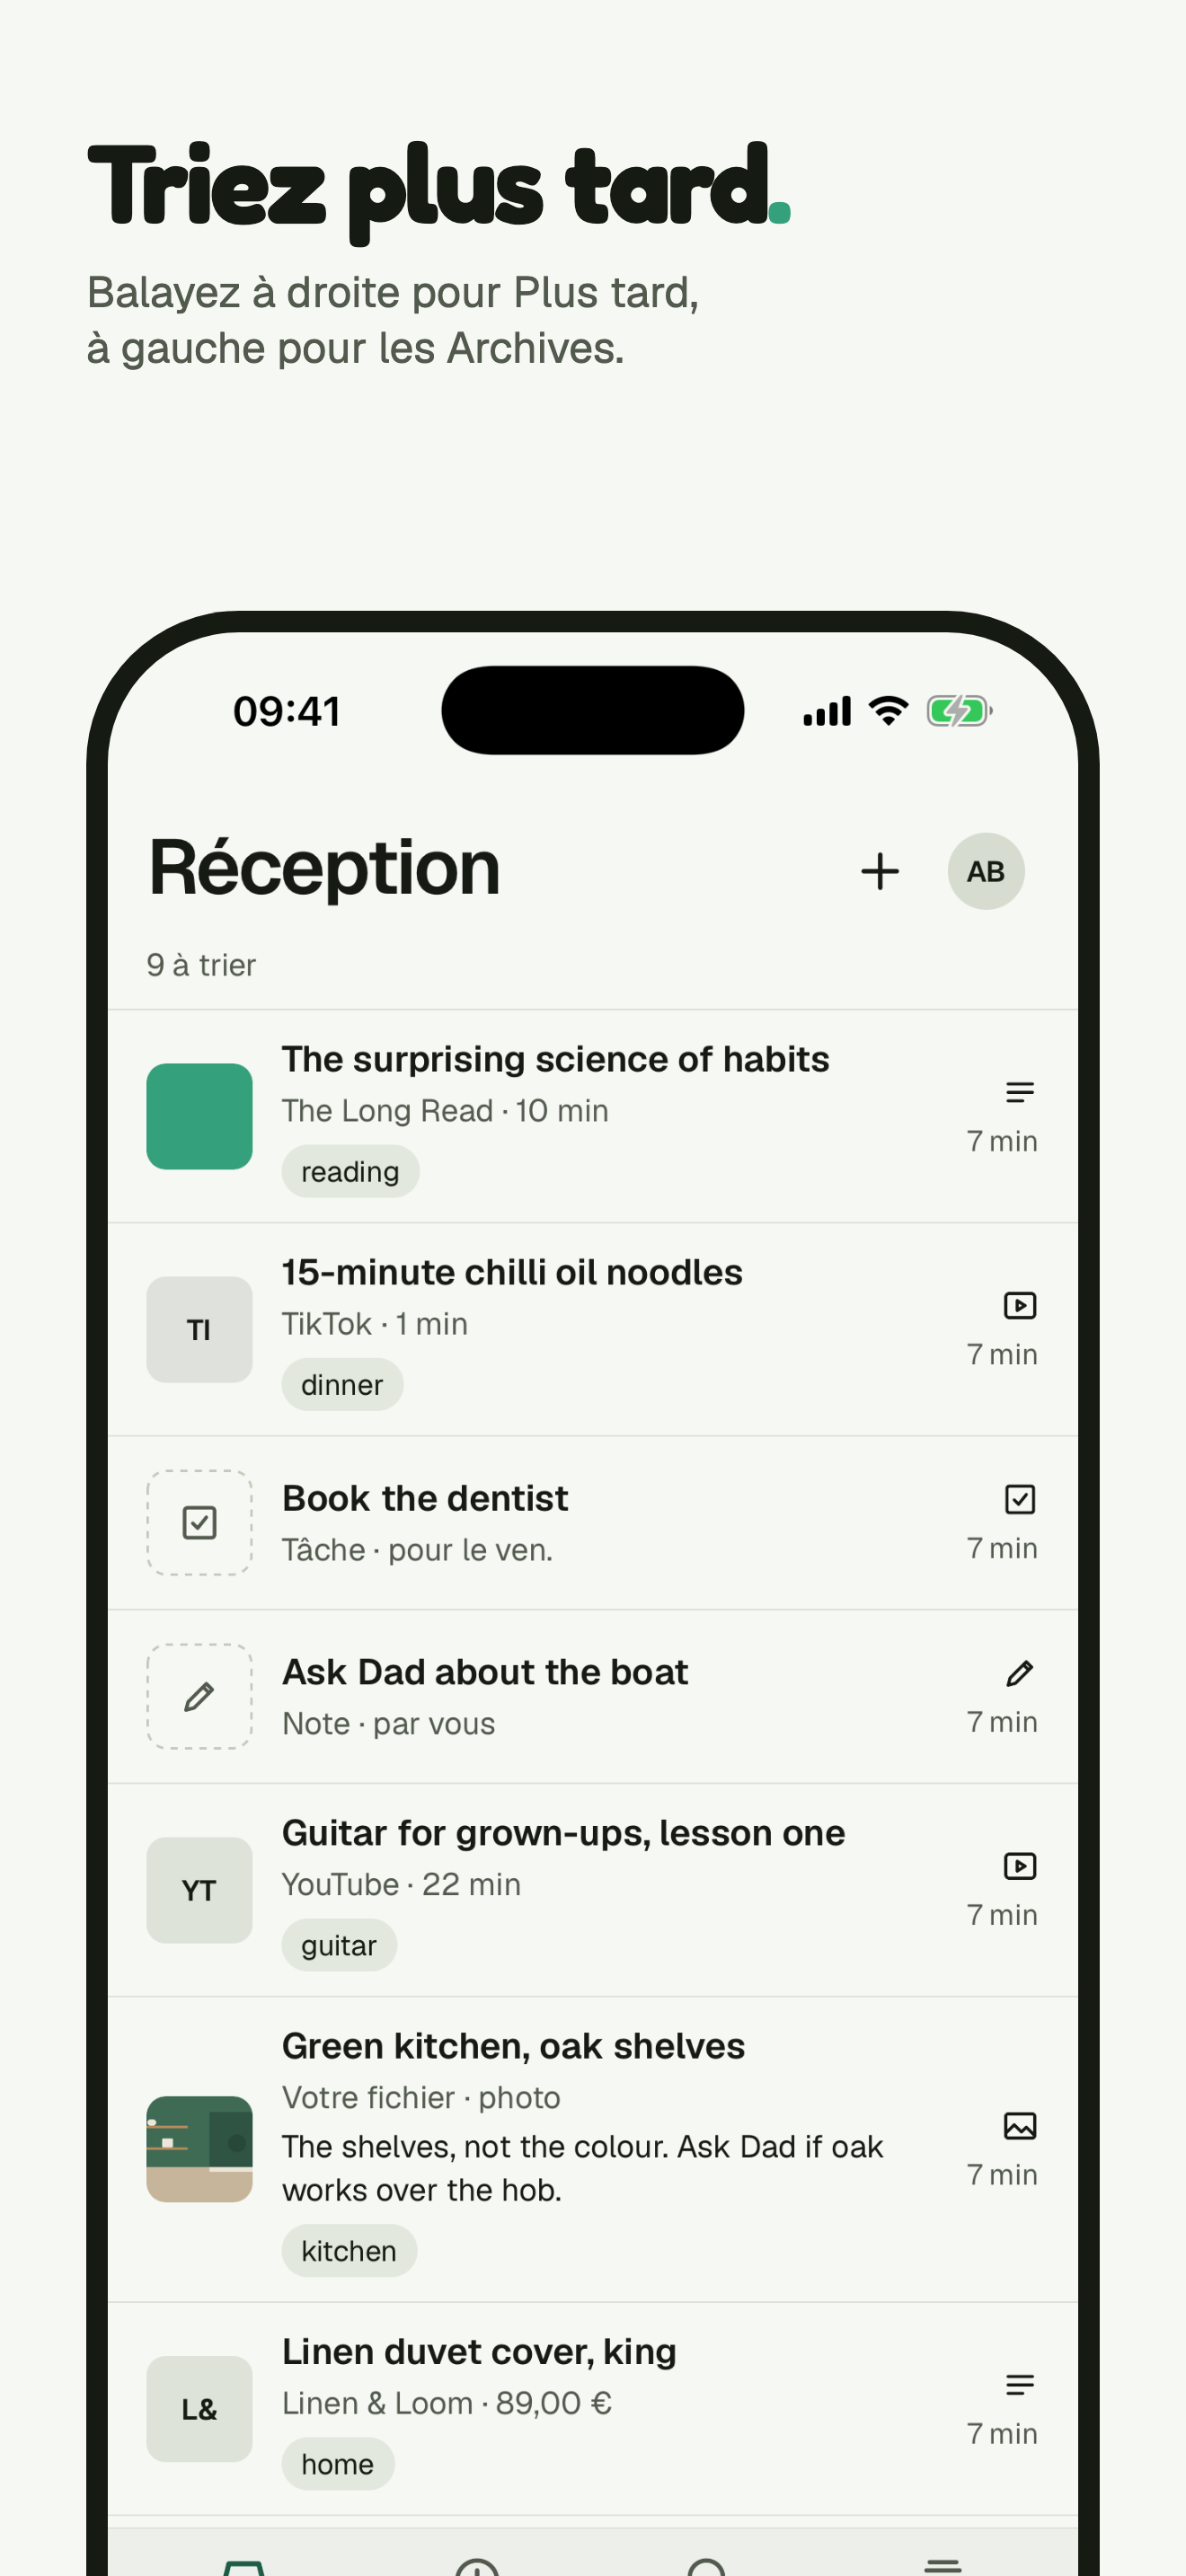 Triez plus tard.
Balayez à droite pour Plus tard,
à gauche pour les Archives.
09:41
Réception
AB
9 à trier
The surprising science of habits
The Long Read · 10 min
reading
7 min
TI
15-minute chilli oil noodles
TikTok · 1 min
dinner
7 min
Book the dentist
Tâche · pour le ven.
7 min
Ask Dad about the boat
Note · par vous
7 min
YT
Guitar for grown-ups, lesson one
YouTube · 22 min
guitar
7 min
Green kitchen, oak shelves
Votre fichier · photo
The shelves, not the colour. Ask Dad if oak
works over the hob.
kitchen
7 min
L&
Linen duvet cover, king
Linen & Loom · 89,00 €
home
7 min